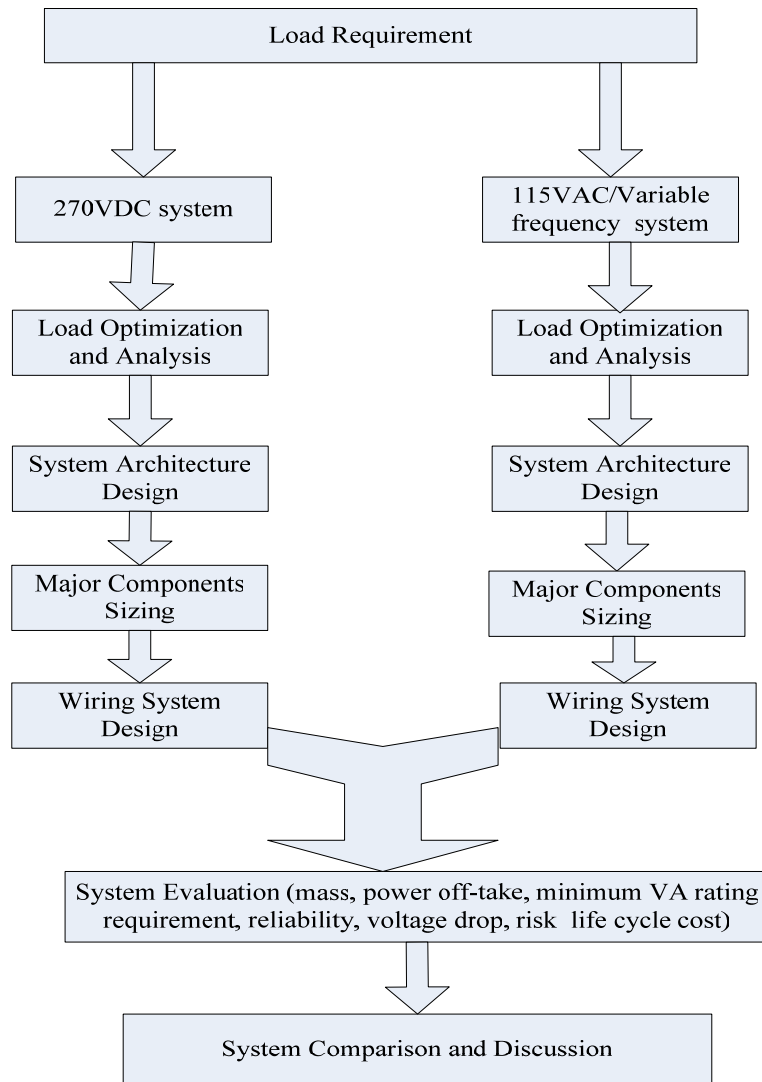 Load Requirement
270VDC system
115VAC/Variable
frequency system
Load Optimization
and Analysis
Load Optimization
and Analysis
System Architecture
Design
System Architecture
Design
Major Components
Sizing
Major Components
Sizing
Wiring System
Design
Wiring System
Design
System Evaluation (mass, power off-take, minimum VA rating
requirement, reliability, voltage drop, risk life cycle cost)
System Comparison and Discussion